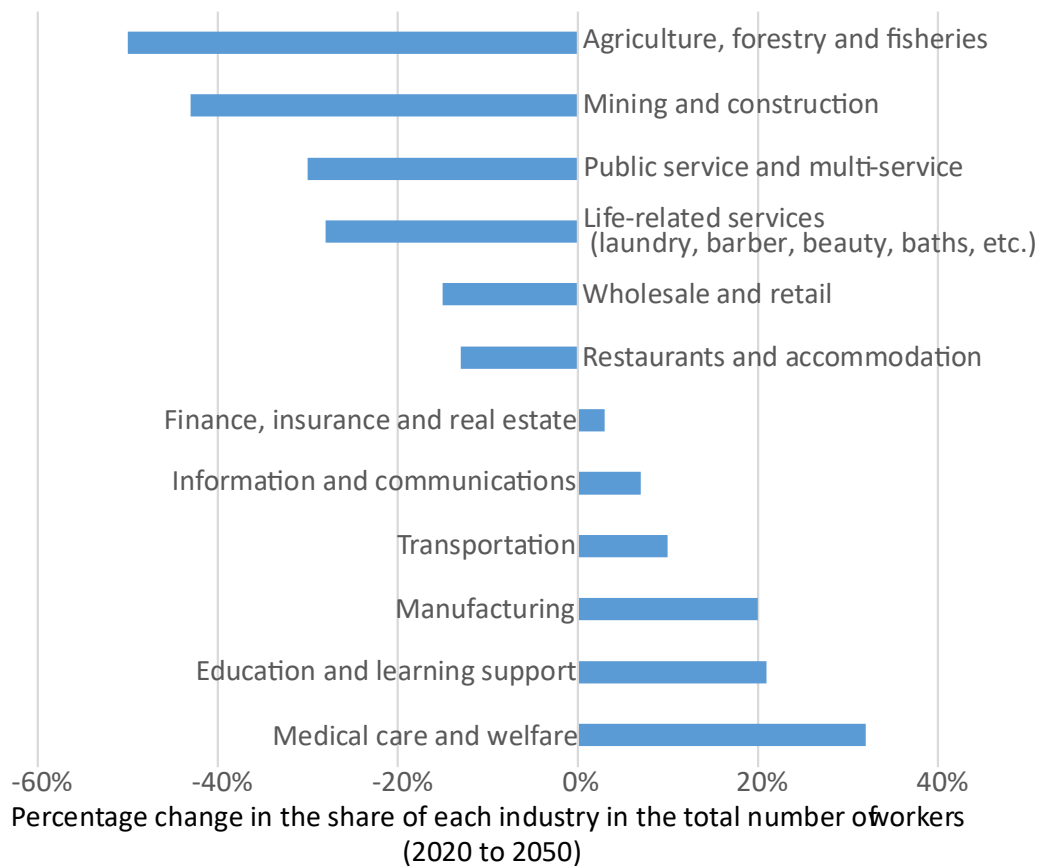 Agriculture, forestry and fisheries
Mining and construction
Public service and multi-service
Life-related services
(laundry, barber, beauty, baths, etc.)
Wholesale and retail
Restaurants and accommodation
Finance, insurance and real estate
Information and communications
Transportation
Manufacturing
Education and learning support
Medical care and welfare
-60% -40% -20% 0% 20% 40%
Percentage change in the share of each industry in the total number of workers
(2020 to 2050)